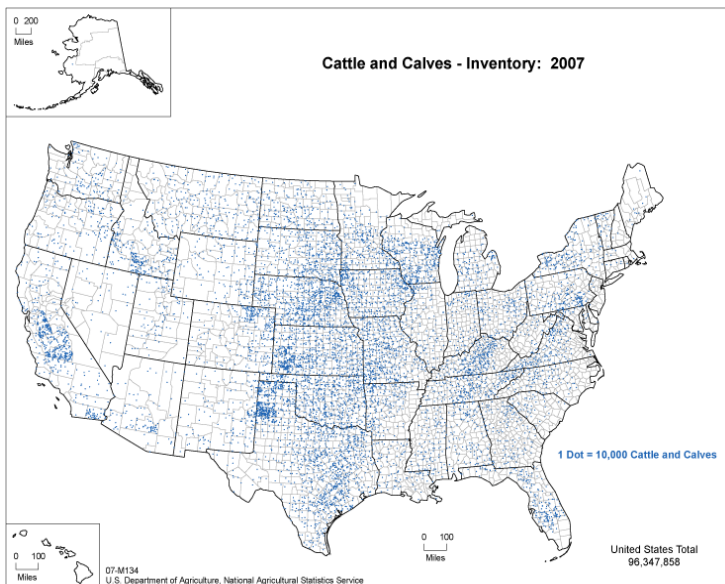 0 200
Miles
Cattle and Calves - Inventory: 2007
1 Dot = 10,000 Cattle and Calves
0 100
Miles
0 100
Miles
United States Total
96,347,858
07-M134
U.S. Department of Agriculture, National Agricultural Statistics Service